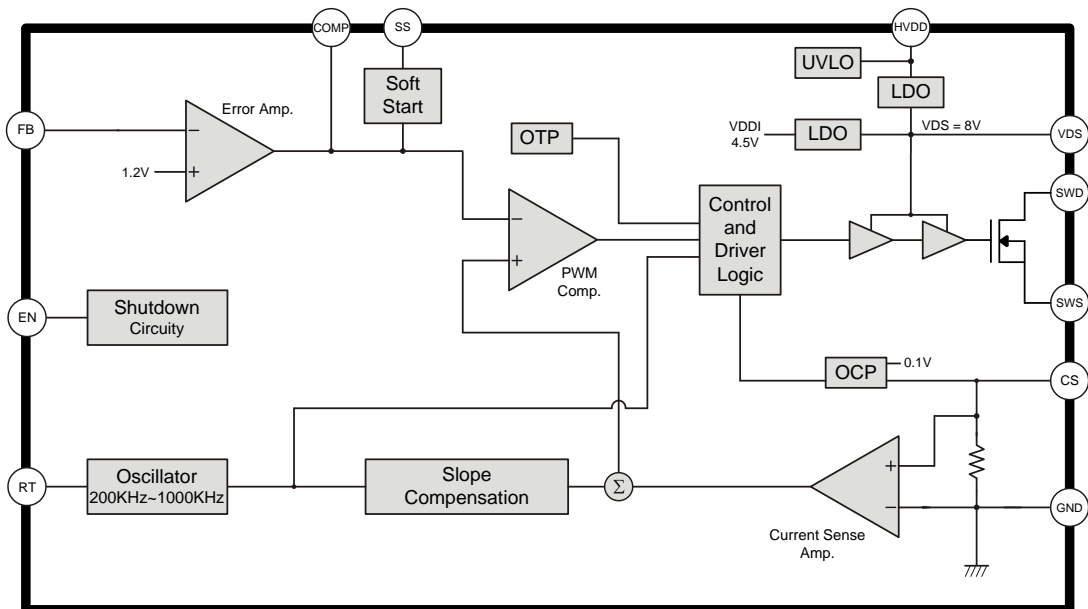 COMP
SS
HVDD
UVLO
Soft
Start
LDO
Error Amp.
FB
−
+
1.2V
OTP
VDDI
4.5V
LDO
VDS = 8V
VDS
SWD
−
+
PWM
Comp.
Control
and
Driver
Logic
EN
Shutdown
Circuity
SWS
OCP
0.1V
CS
RT
Oscillator
200KHz~1000KHz
Slope
Compensation
Σ
+
−
Current Sense
Amp.
GND